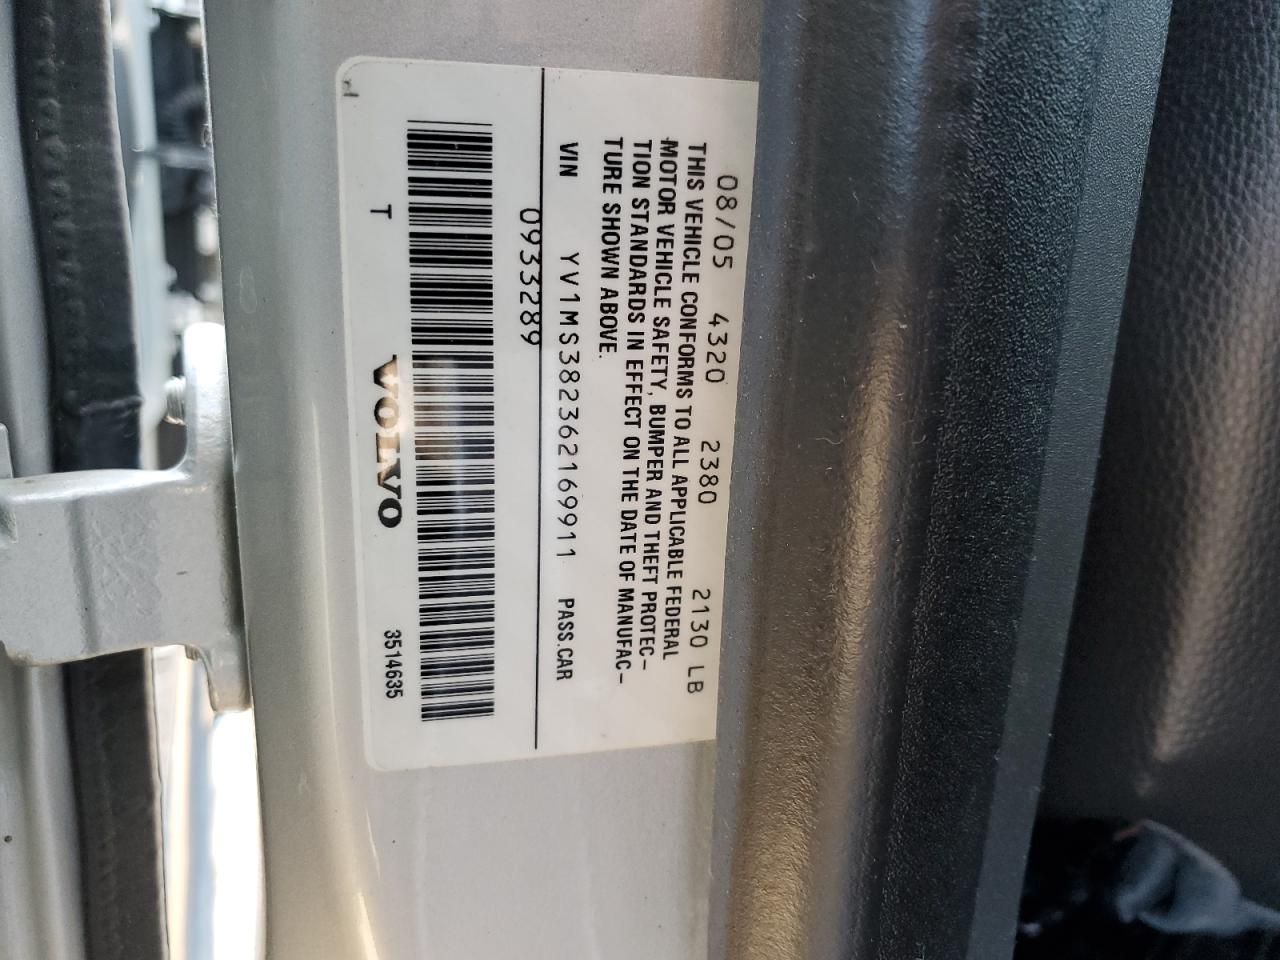 08/05 4320 2380 2130 LB
THIS VEHICLE CONFORMS TO ALL APPLICABLE FEDERAL
MOTOR VEHICLE SAFETY, BUMPER AND THEFT PROTEC-
TION STANDARDS IN EFFECT ON THE DATE OF MANUFAC-
TURE SHOWN ABOVE.
VIN YV1MS382362169911 PASS.CAR
09333289
T VOLVO 3514635